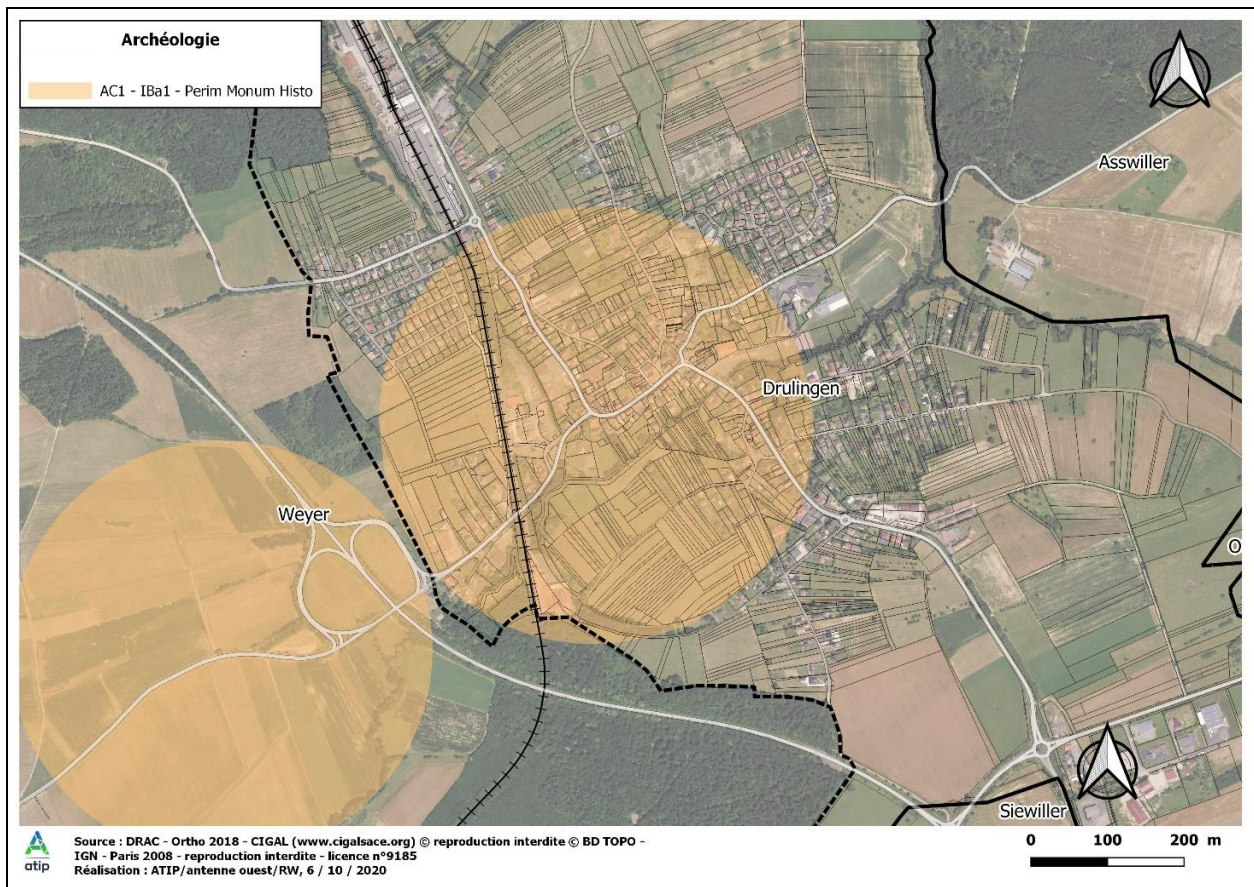 Archéologie
AC1 - IBa1 - Perim Monum Histo
Asswiller
Drulingen
Weyer
O
Siewiller
atip
Source : DRAC - Ortho 2018 - CIGAL (www.cigalsace.org) © reproduction interdite © BD TOPO -
IGN - Paris 2008 - reproduction interdite - licence n°9185
Réalisation : ATIP/antenne ouest/RW, 6 / 10 / 2020
0 100 200 m